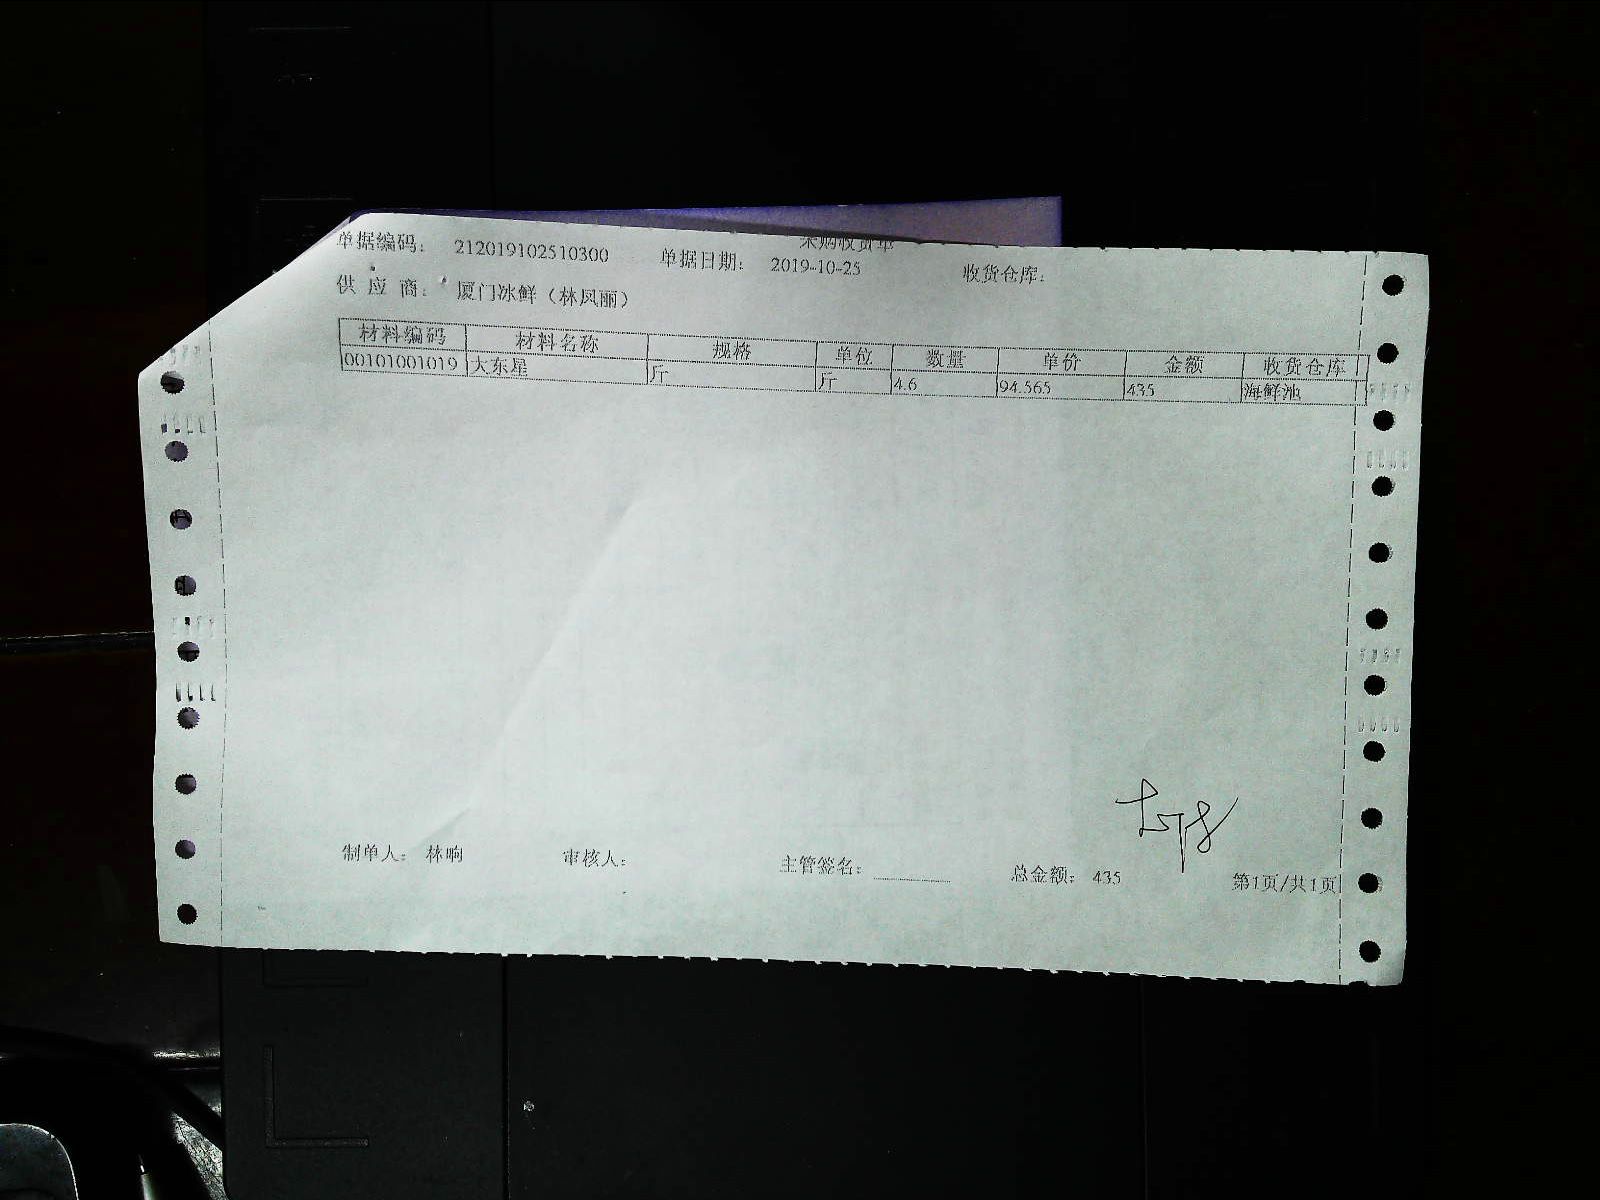 采购收货单
单据编码： 212019102510300 单据日期： 2019-10-25 收货仓库：
供 应 商： 厦门冰鲜（林凤丽）
材料编码 材料名称 规格 单位 数量 单价 金额 收货仓库
00101001019 大东星 斤 斤 4.6 94.565 435 海鲜池
制单人： 林晌 审核人： 主管签名： 总金额： 435 第1页/共1页